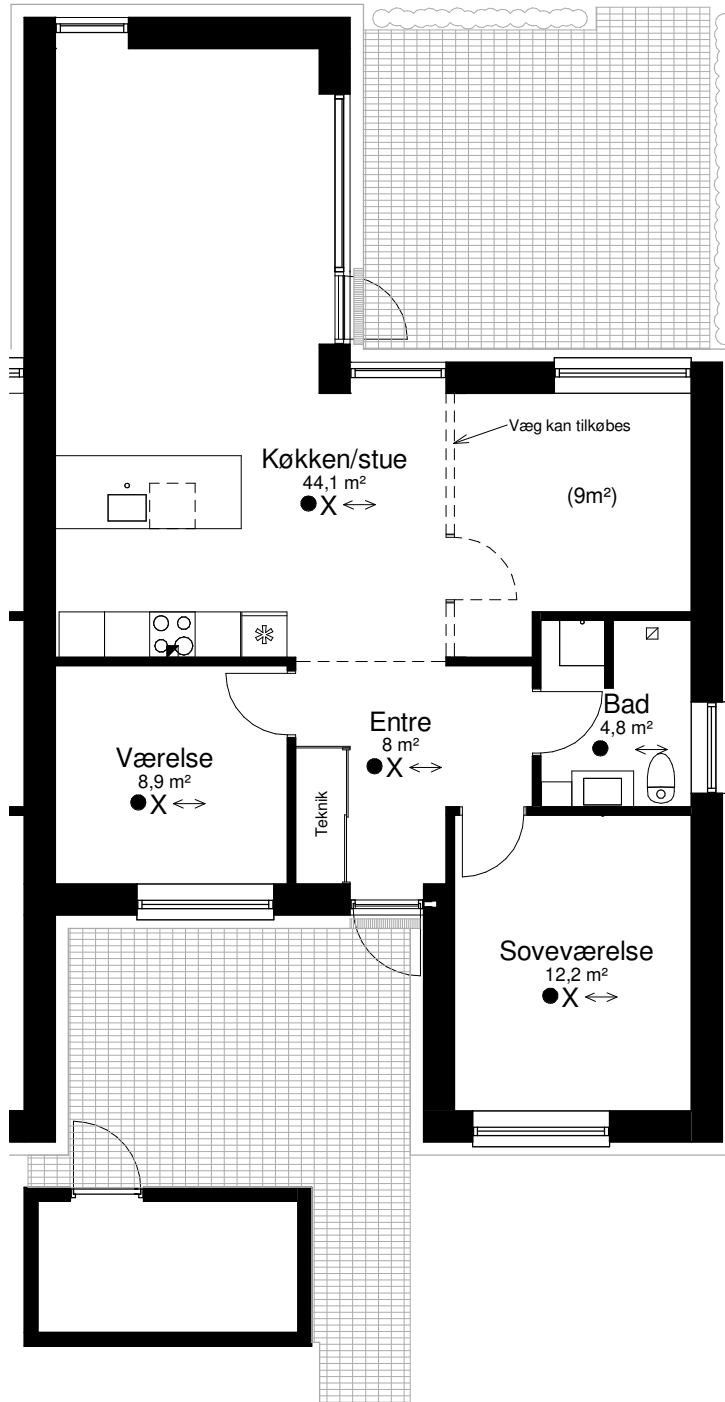 Væg kan tilkøbes
Køkken/stue
44,1 m²
X
(9m²)
Bad
4,8 m²
Entre
8 m²
X
Værelse
8,9 m²
X
Teknik
Soveværelse
12,2 m²
X